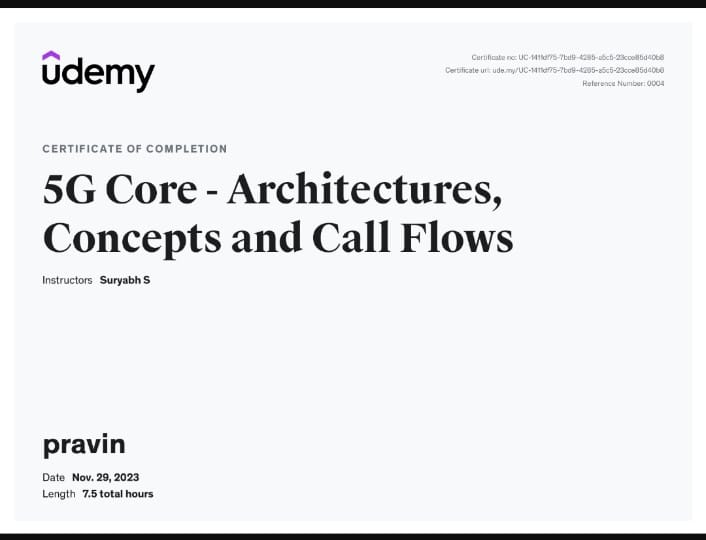 udemy
Certificate no: UC-1411df75-7bd9-4285-a5c5-23cce85d40b8
Certificate url: ude.my/UC-1411df75-7bd9-4285-a5c5-23cce85d40b8
Reference Number: 0004
CERTIFICATE OF COMPLETION
5G Core - Architectures,
Concepts and Call Flows
Instructors Suryabh S
pravin
Date Nov. 29, 2023
Length 7.5 total hours